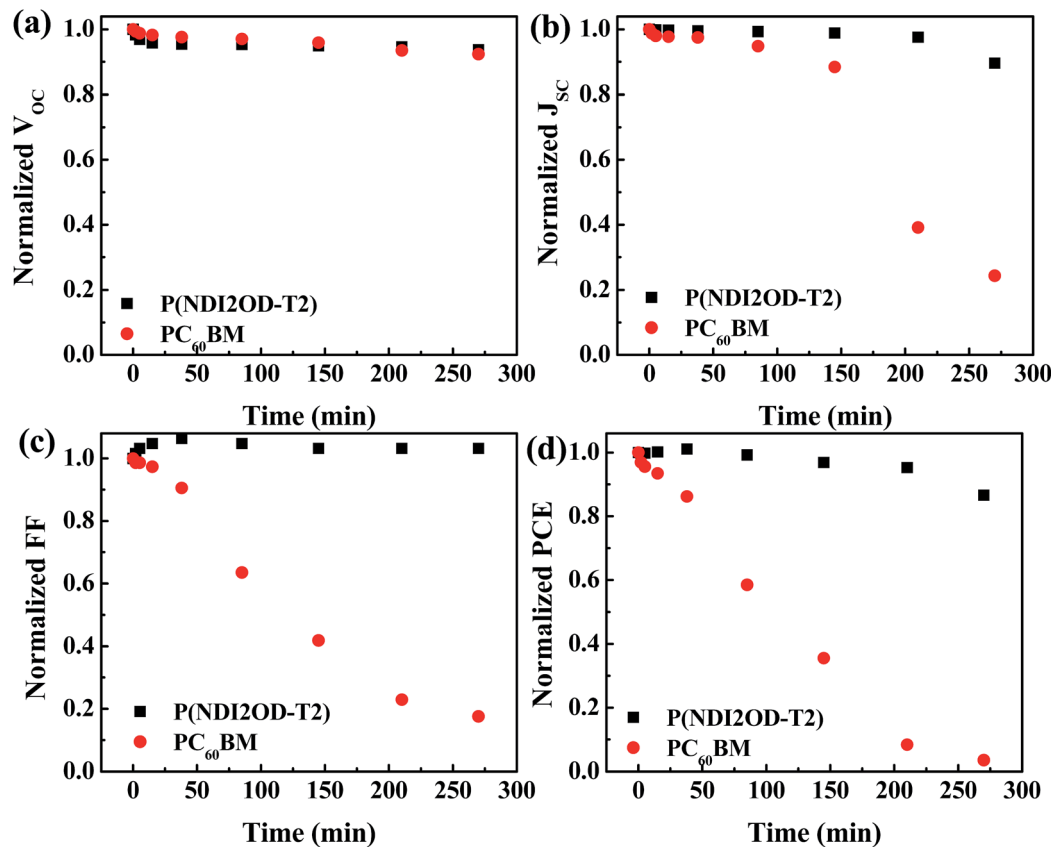 (a)
Normalized V_OC
1.0
0.8
0.6
0.4
0.2
0.0
P(NDI2OD-T2)
PC₆₀BM
0 50 100 150 200 250 300
Time (min)
(b)
Normalized J_SC
1.0
0.8
0.6
0.4
0.2
0.0
P(NDI2OD-T2)
PC₆₀BM
0 50 100 150 200 250 300
Time (min)
(c)
Normalized FF
1.0
0.8
0.6
0.4
0.2
0.0
P(NDI2OD-T2)
PC₆₀BM
0 50 100 150 200 250 300
Time (min)
(d)
Normalized PCE
1.0
0.8
0.6
0.4
0.2
0.0
P(NDI2OD-T2)
PC₆₀BM
0 50 100 150 200 250 300
Time (min)